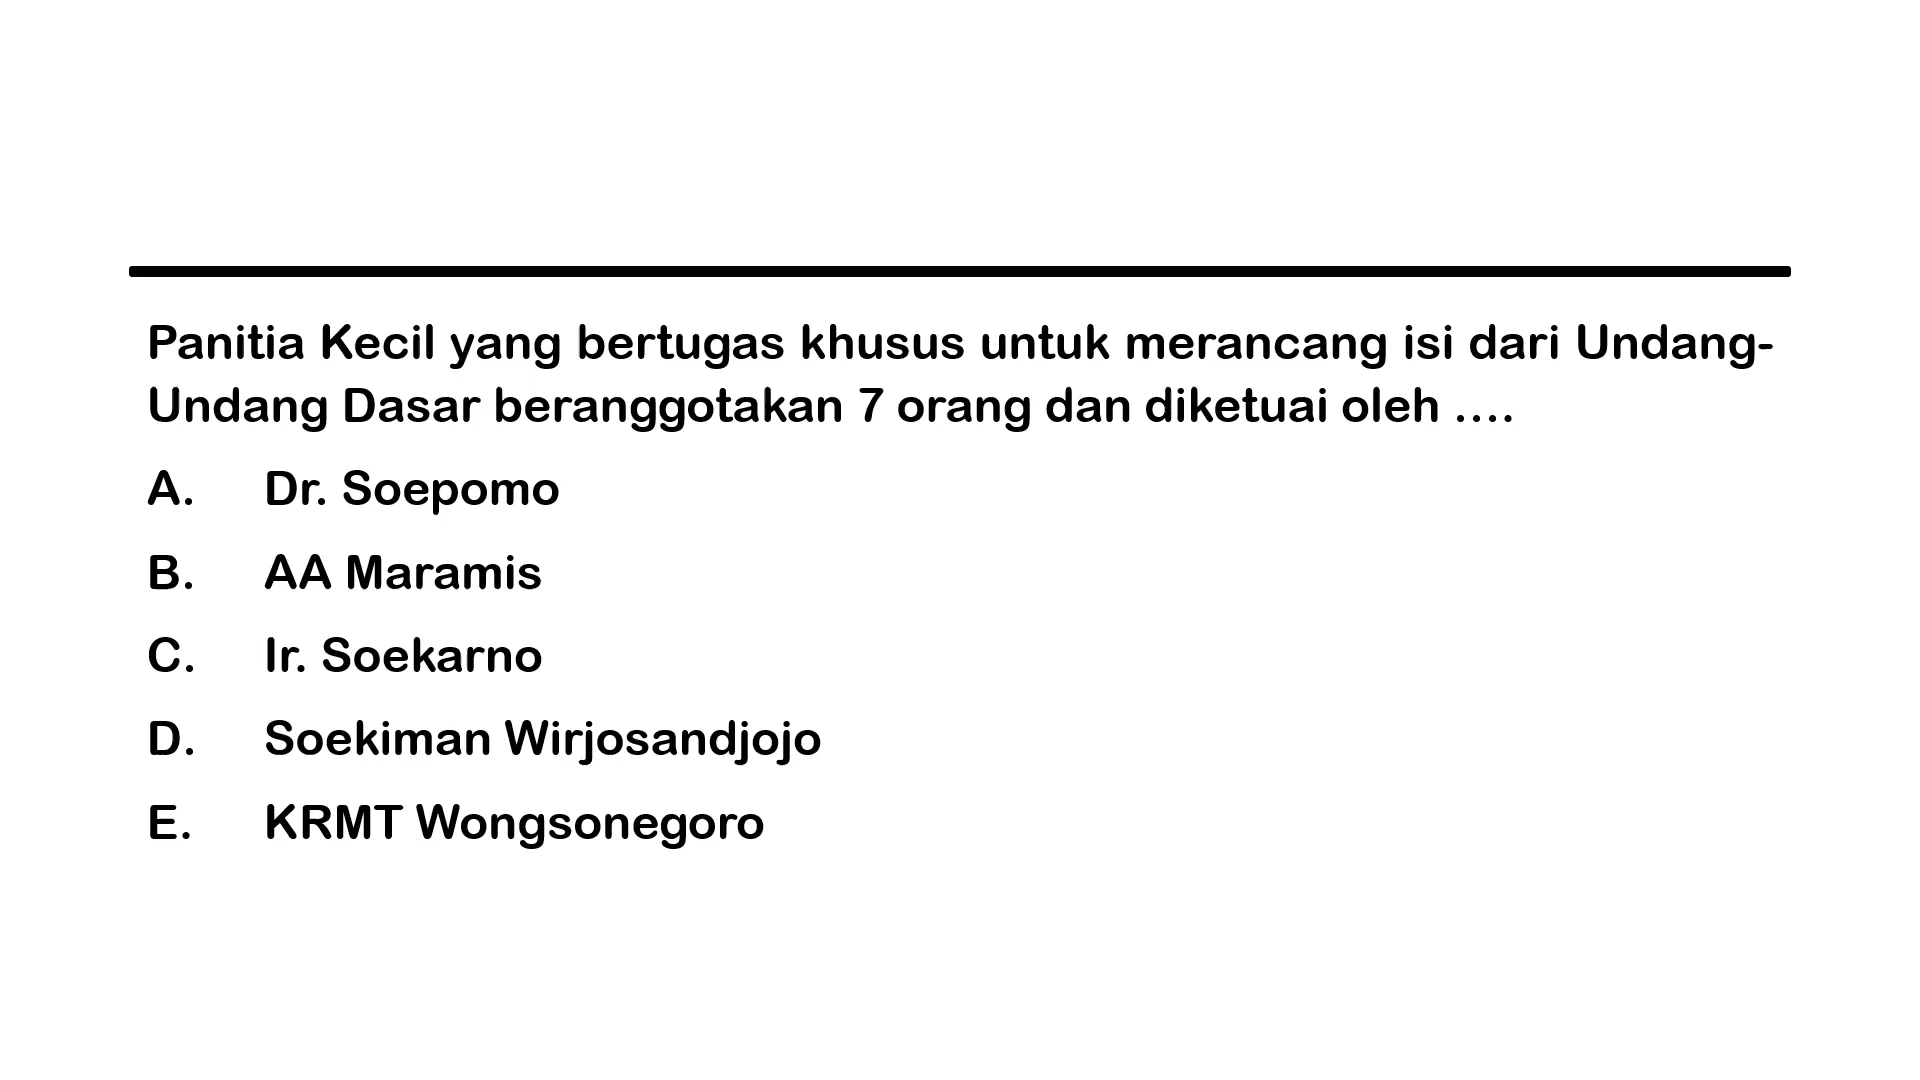 Panitia Kecil yang bertugas khusus untuk merancang isi dari Undang-
Undang Dasar beranggotakan 7 orang dan diketuai oleh ....
A. Dr. Soepomo
B. AA Maramis
C. Ir. Soekarno
D. Soekiman Wirjosandjojo
E. KRMT Wongsonegoro